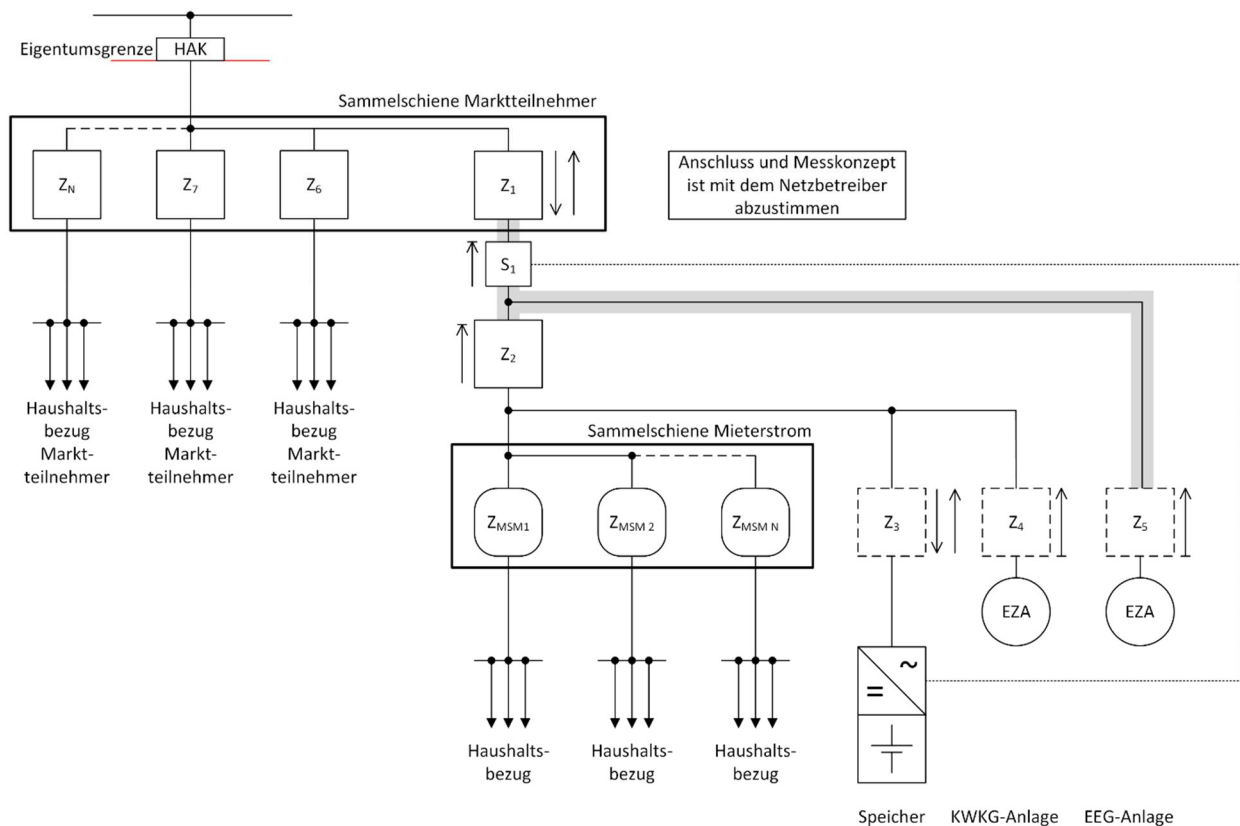 Eigentumsgrenze HAK
Sammelschiene Marktteilnehmer
Z_N Z_7 Z_6 Z_1
Anschluss und Messkonzept
ist mit dem Netzbetreiber
abzustimmen
S_1
Z_2
Haushalts-
bezug
Markt-
teilnehmer
Haushalts-
bezug
Markt-
teilnehmer
Haushalts-
bezug
Markt-
teilnehmer
Sammelschiene Mieterstrom
Z_MSM1 Z_MSM 2 Z_MSM N
Z_3 Z_4 Z_5
EZA EZA
~
=
Haushalts-
bezug
Haushalts-
bezug
Haushalts-
bezug
Speicher KWKG-Anlage EEG-Anlage